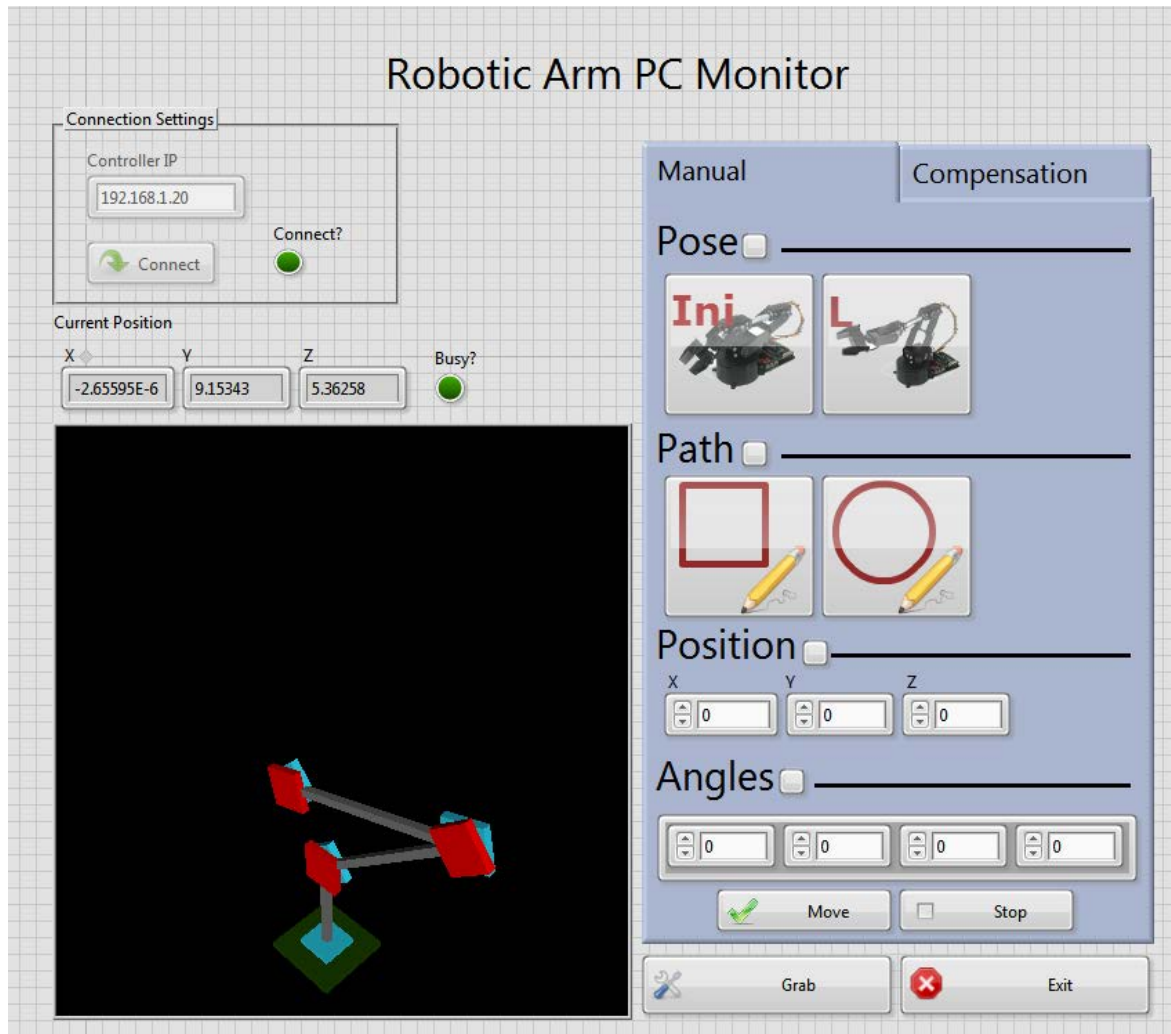 Robotic Arm PC Monitor
Connection Settings
Controller IP
192.168.1.20
Connect?
Connect
Current Position
X Y Z
Busy?
-2.65595E-6 9.15343 5.36258
Manual Compensation
Pose
Ini L
Path
Position
X Y Z
0 0 0
Angles
0 0 0 0
Move Stop
Grab Exit